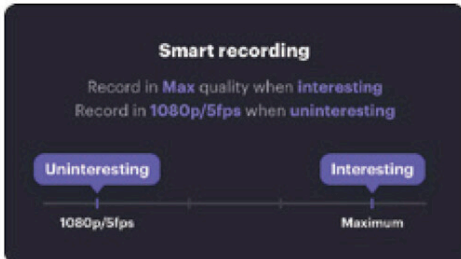 Smart recording
Record in Max quality when interesting
Record in 1080p/5fps when uninteresting
Uninteresting
Interesting
1080p/5fps
Maximum